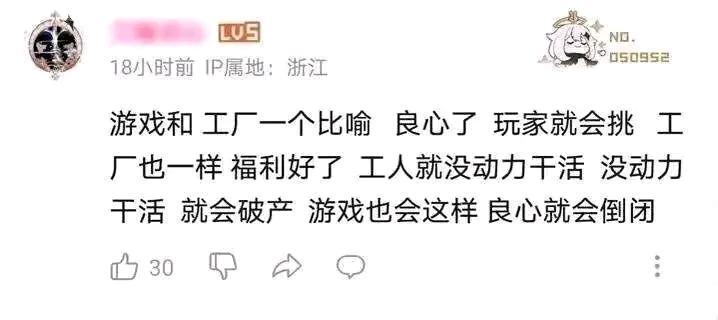 LV5
NO.
18小时前 IP属地：浙江
050952
游戏和 工厂一个比喻 良心了 玩家就会挑 工
厂也一样 福利好了 工人就没动力干活 没动力
干活 就会破产 游戏也会这样 良心就会倒闭
30